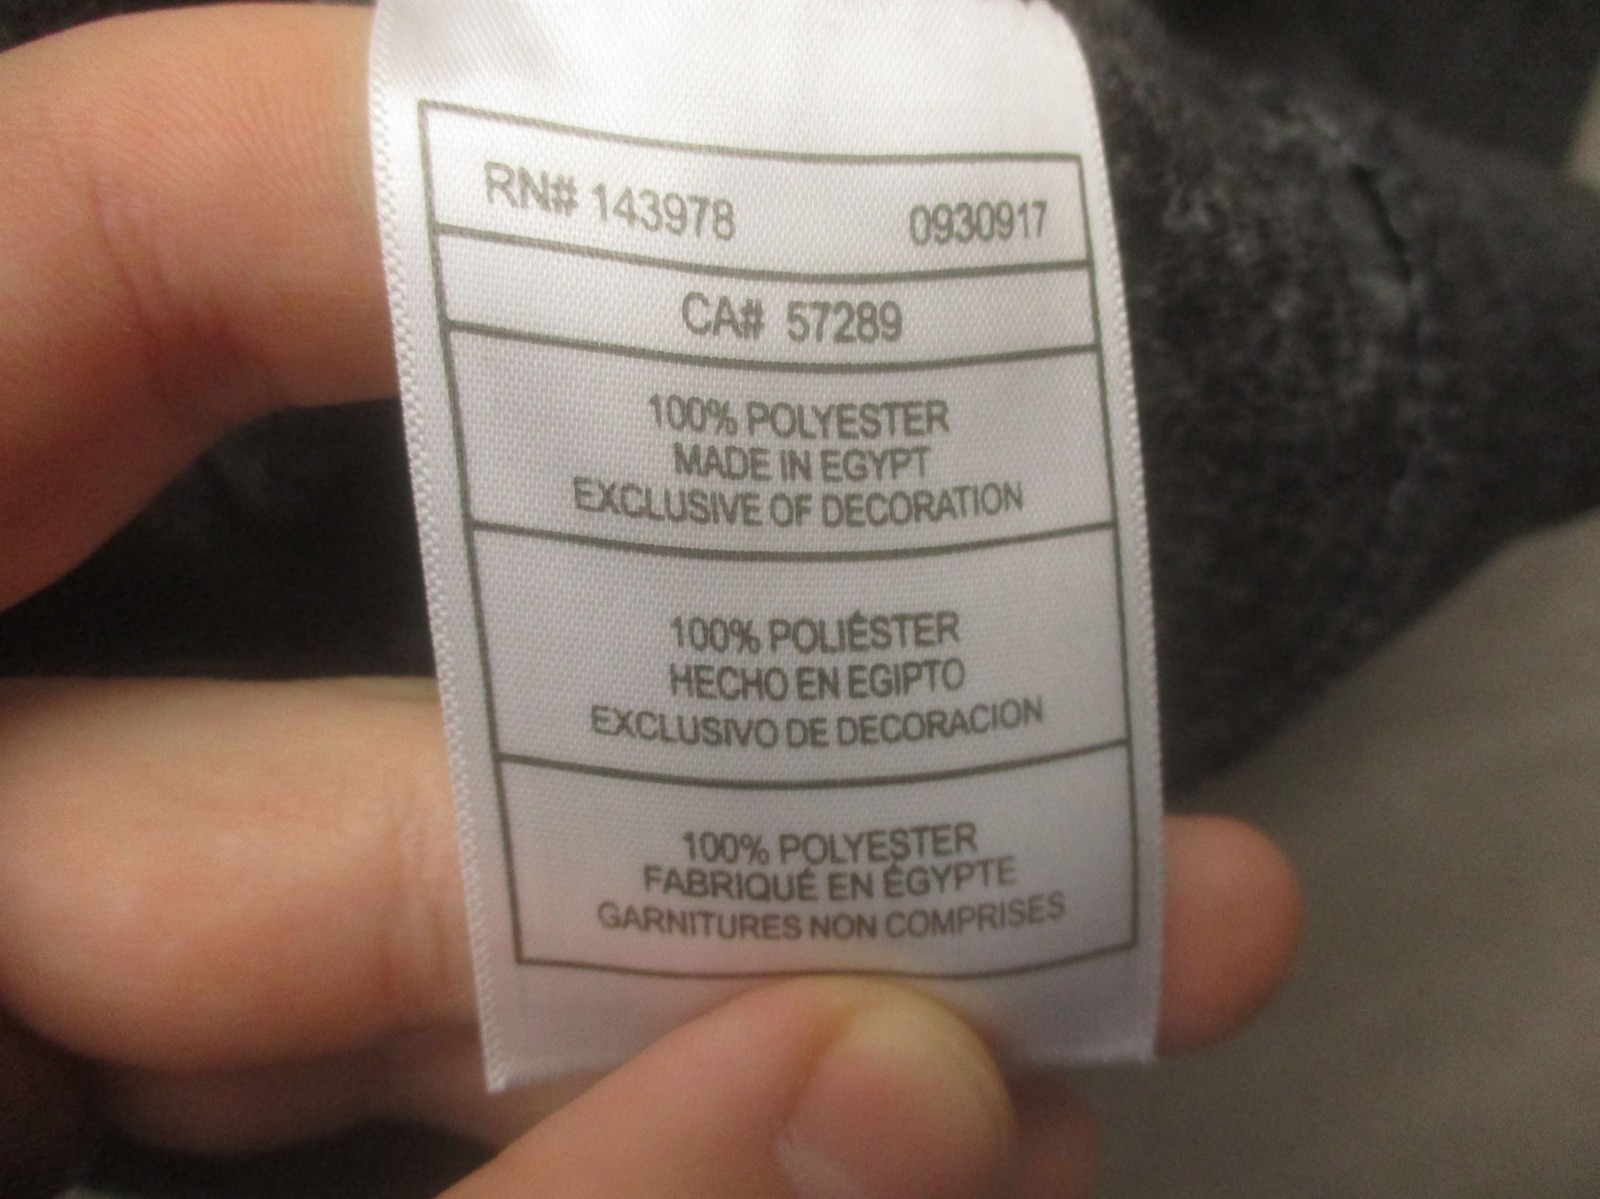 RN# 143978 0930917
CA# 57289
100% POLYESTER
MADE IN EGYPT
EXCLUSIVE OF DECORATION
100% POLIÉSTER
HECHO EN EGIPTO
EXCLUSIVO DE DECORACION
100% POLYESTER
FABRIQUÉ EN ÉGYPTE
GARNITURES NON COMPRISES